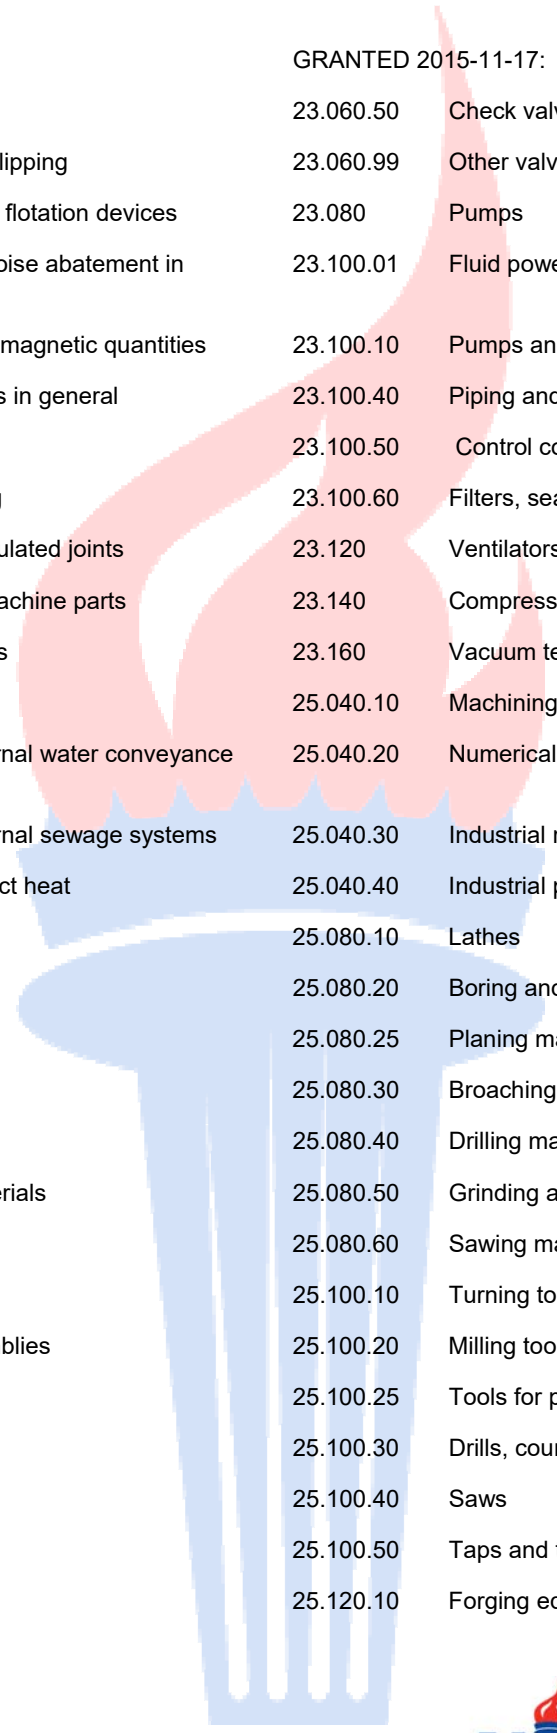 lipping
flotation devices
oise abatement in
magnetic quantities
s in general
g
ulated joints
achine parts
s
rnal water conveyance
rnal sewage systems
ct heat
erials
blies
GRANTED 2015-11-17:
23.060.50 Check valv
23.060.99 Other valv
23.080 Pumps
23.100.01 Fluid powe
23.100.10 Pumps an
23.100.40 Piping and
23.100.50 Control co
23.100.60 Filters, sea
23.120 Ventilators
23.140 Compress
23.160 Vacuum te
25.040.10 Machining
25.040.20 Numerical
25.040.30 Industrial r
25.040.40 Industrial p
25.080.10 Lathes
25.080.20 Boring and
25.080.25 Planing ma
25.080.30 Broaching
25.080.40 Drilling ma
25.080.50 Grinding a
25.080.60 Sawing ma
25.100.10 Turning to
25.100.20 Milling too
25.100.25 Tools for p
25.100.30 Drills, coun
25.100.40 Saws
25.100.50 Taps and t
25.120.10 Forging eq